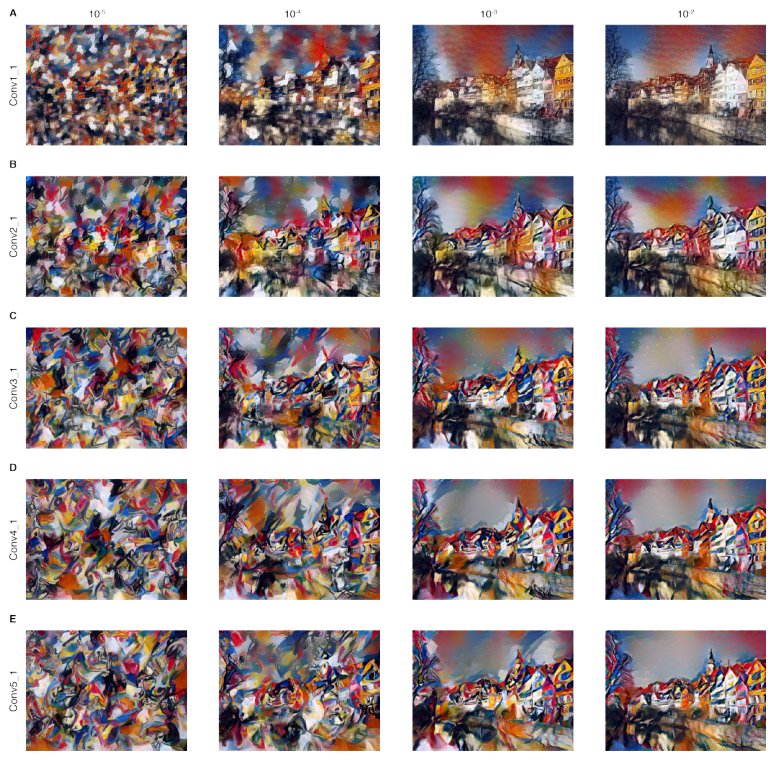 A 10⁻⁵ 10⁻⁴ 10⁻³ 10⁻²
Conv1_1
B
Conv2_1
C
Conv3_1
D
Conv4_1
E
Conv5_1